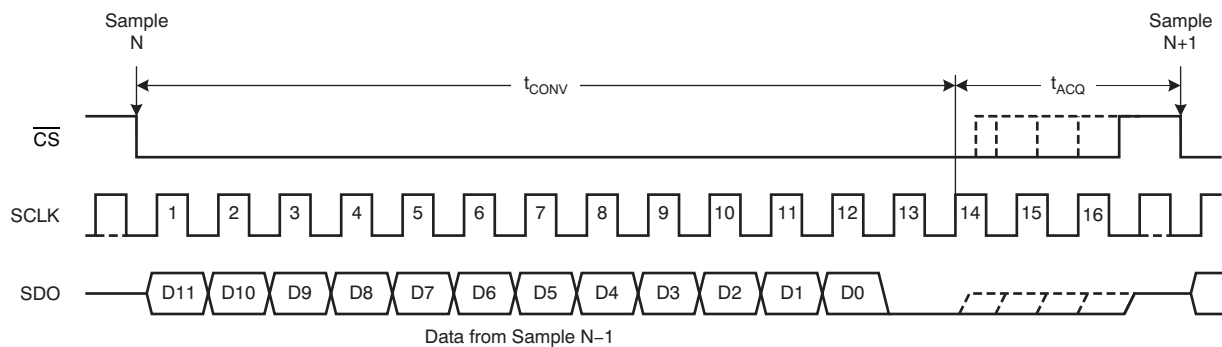 Sample
N
Sample
N+1
tCONV
tACQ
CS
SCLK
1 2 3 4 5 6 7 8 9 10 11 12 13 14 15 16
SDO
D11 D10 D9 D8 D7 D6 D5 D4 D3 D2 D1 D0
Data from Sample N−1